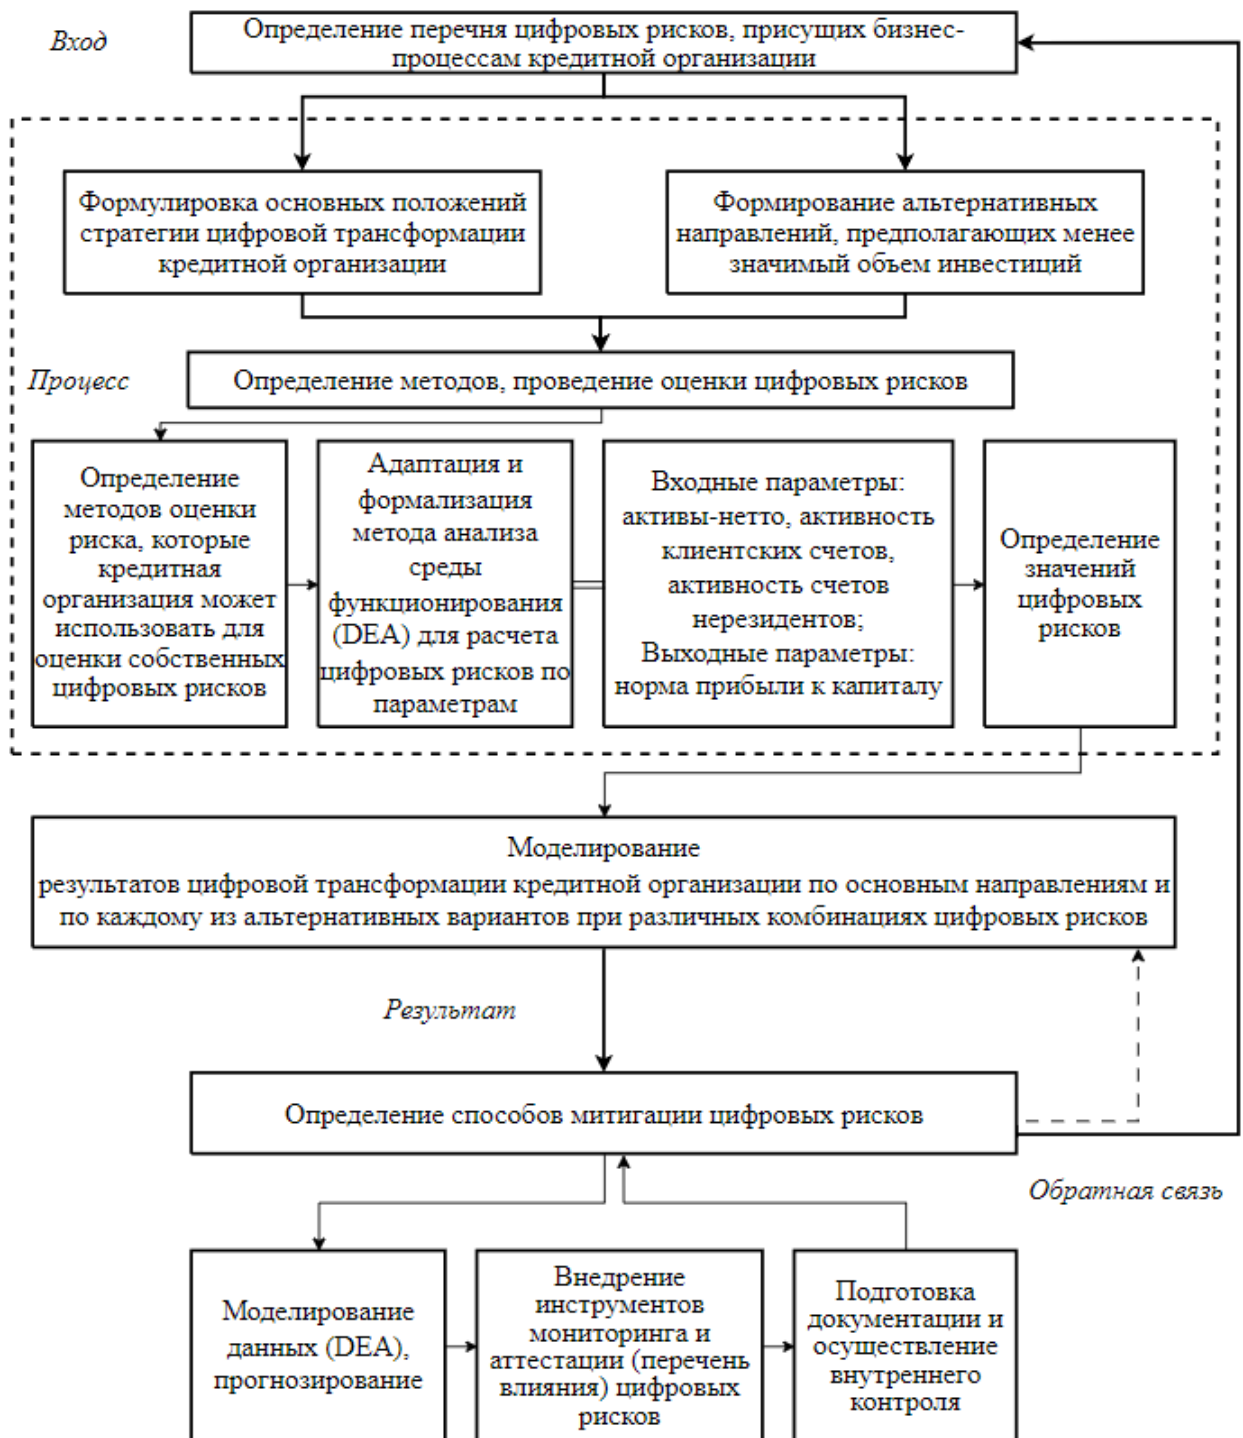 Вход
Определение перечня цифровых рисков, присущих бизнес-
процессам кредитной организации
Формулировка основных положений
стратегии цифровой трансформации
кредитной организации
Формирование альтернативных
направлений, предполагающих менее
значимый объем инвестиций
Процесс
Определение методов, проведение оценки цифровых рисков
Определение
методов оценки
риска, которые
кредитная
организация может
использовать для
оценки собственных
цифровых рисков
Адаптация и
формализация
метода анализа
среды
функционирования
(DEA) для расчета
цифровых рисков по
параметрам
Входные параметры:
активы-нетто, активность
клиентских счетов,
активность счетов
нерезидентов;
Выходные параметры:
норма прибыли к капиталу
Определение
значений
цифровых
рисков
Моделирование
результатов цифровой трансформации кредитной организации по основным направлениям и
по каждому из альтернативных вариантов при различных комбинациях цифровых рисков
Результат
Определение способов митигации цифровых рисков
Обратная связь
Моделирование
данных (DEA),
прогнозирование
Внедрение
инструментов
мониторинга и
аттестации (перечень
влияния) цифровых
рисков
Подготовка
документации и
осуществление
внутреннего
контроля